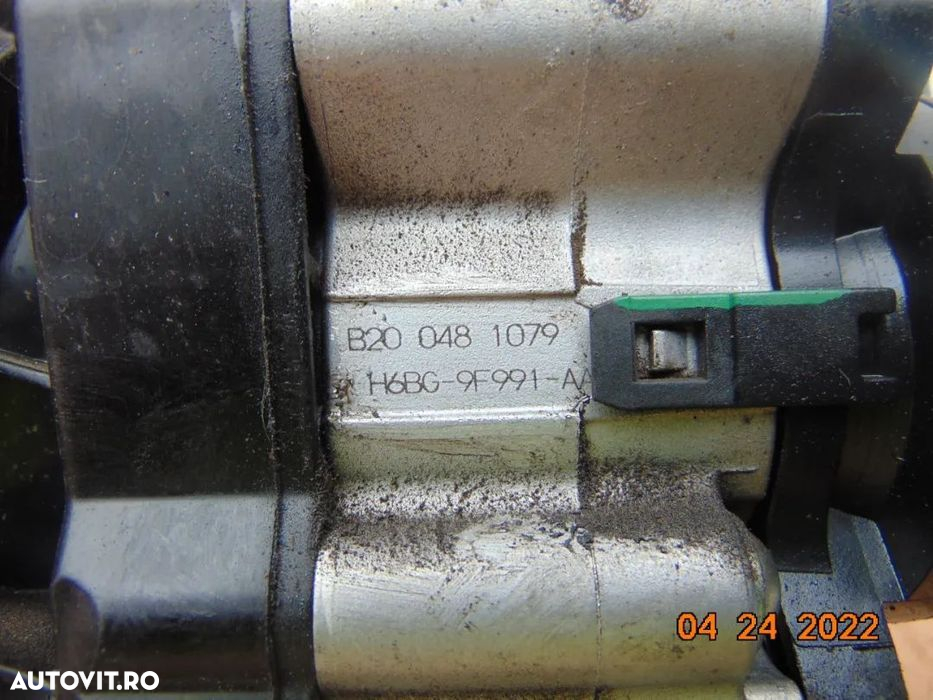 B20 048 1079
H6BG-9F991-AA
04 24 2022
AUTOVIT.RO